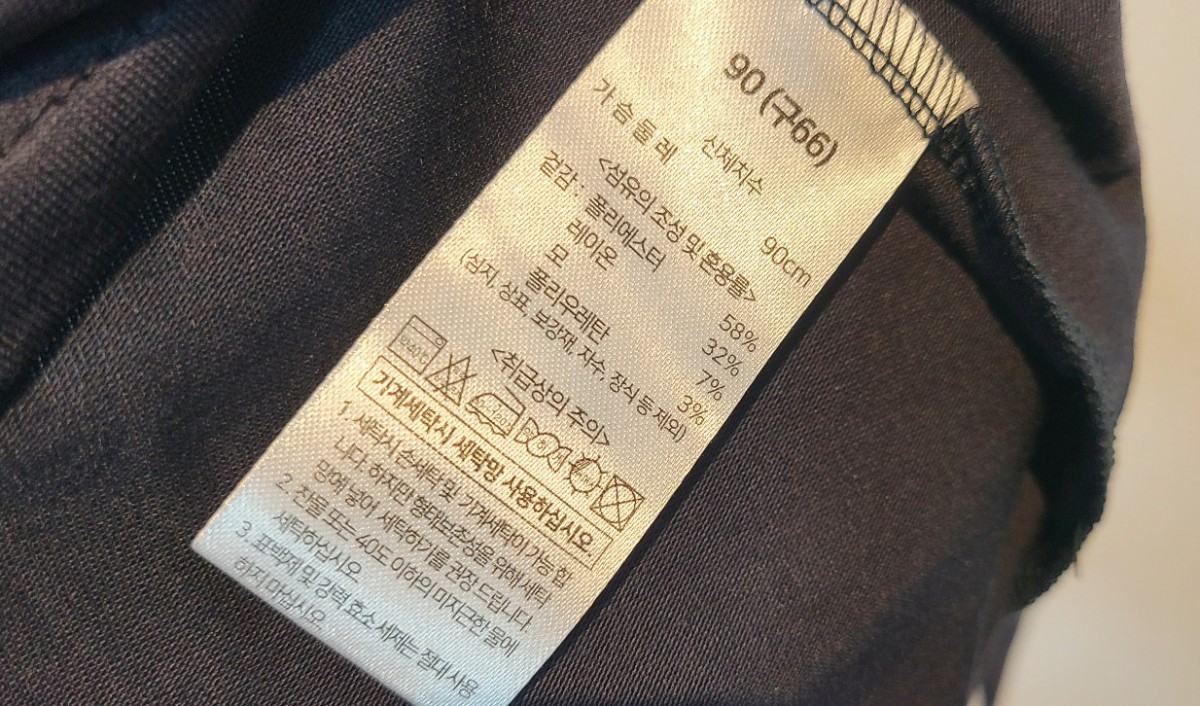 90 (구66)
신체치수
가 슴 둘 레 90cm
<섬유의 조성 및 혼용률>
겉감 : 폴리에스터 58%
레이온 32%
모 7%
폴리우레탄 3%
(심지, 상표, 보강재, 자수, 장식 등 제외)
<취급상의 주의>
기계세탁시 세탁망 사용하십시오.
1. 세탁시 손세탁 및 기계세탁이 가능 합
니다. 하지만 형태보존성을 위해 세탁
망에 넣어 세탁하기를 권장 드립니다.
2. 찬물 또는 40도 이하의 미지근한 물에
세탁하십시오
3. 표백제 및 강력 효소 세제는 절대 사용
하지 마십시오